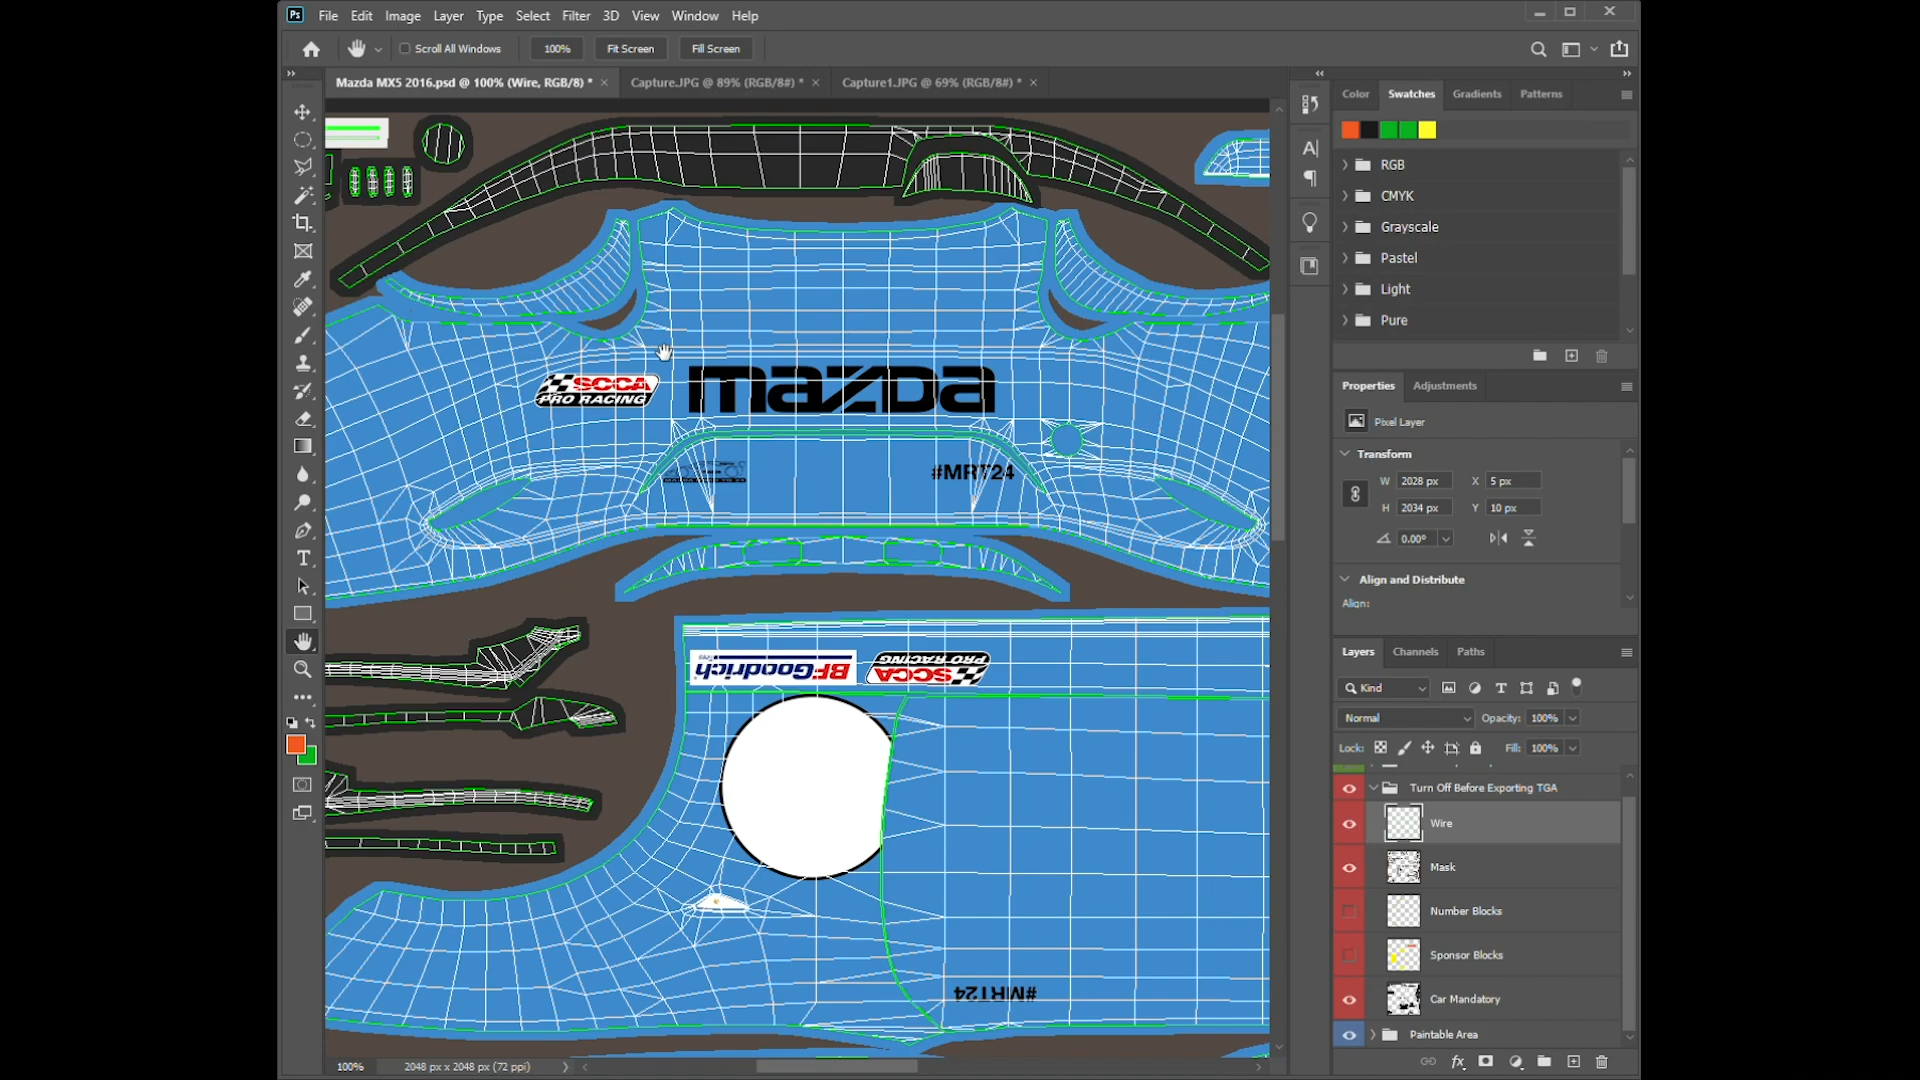 Ps File Edit Image Layer Type Select Filter 3D View Window Help
Scroll All Windows 100% Fit Screen Fill Screen
Mazda MX5 2016.psd @ 100% (Wire, RGB/8) * × Capture.JPG @ 89% (RGB/8#) * × Capture1.JPG @ 69% (RGB/8#) * ×
Color Swatches Gradients Patterns
RGB
CMYK
Grayscale
Pastel
Light
Pure
SCCA
PRO RACING
mazda
#MRT24
BFGoodrich
SCCA
PRO RACING
#MRT24
Properties Adjustments
Pixel Layer
Transform
W 2028 px X 5 px
H 2034 px Y 10 px
0.00°
Align and Distribute
Align:
Layers Channels Paths
Kind
Normal Opacity: 100%
Lock: Fill: 100%
Turn Off Before Exporting TGA
Wire
Mask
Number Blocks
Sponsor Blocks
Car Mandatory
Paintable Area
100% 2048 px x 2048 px (72 ppi)